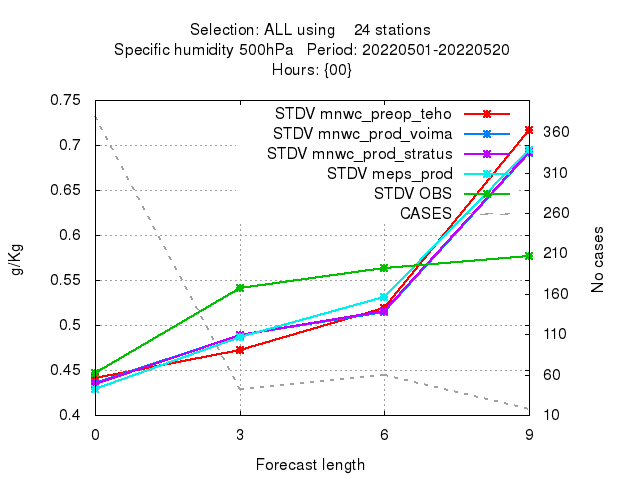 Selection: ALL using    24 stations
Specific humidity 500hPa   Period: 20220501-20220520
Hours: {00}
STDV mnwc_preop_teho
STDV mnwc_prod_voima
STDV mnwc_prod_stratus
STDV meps_prod
STDV OBS
CASES
g/Kg
0.75
0.7
0.65
0.6
0.55
0.5
0.45
0.4
No cases
360
310
260
210
160
110
60
10
0 3 6 9
Forecast length